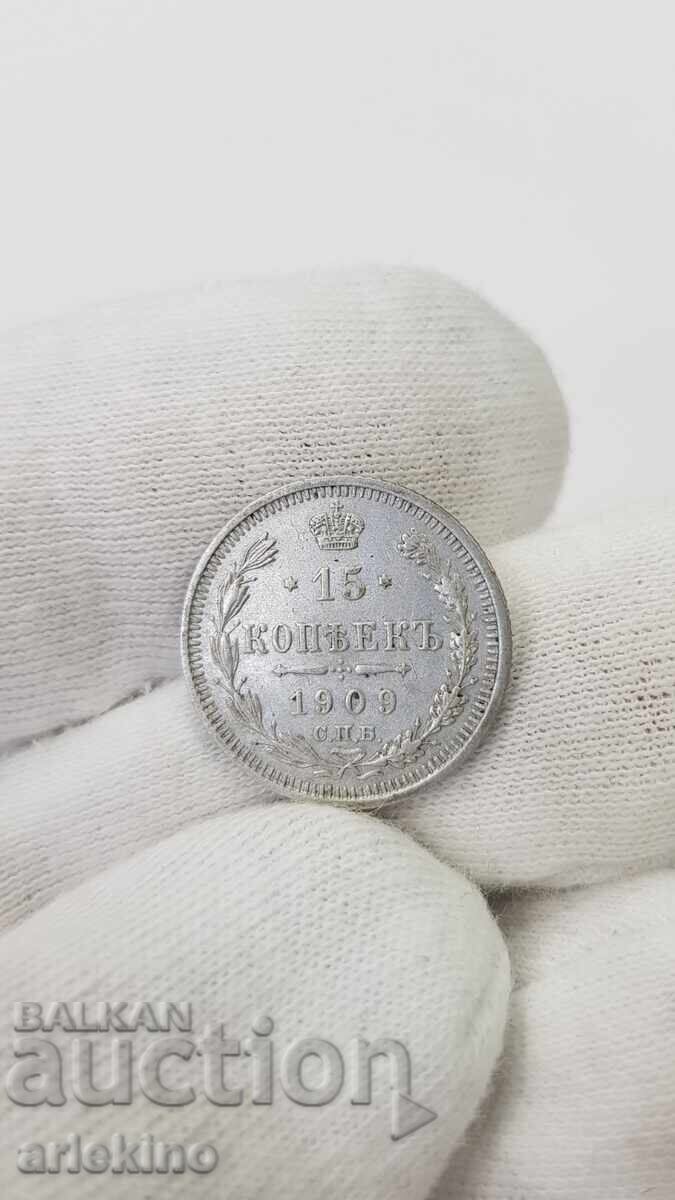 15
КОПѢЕКЪ
1909
С.П.Б.
BALKAN
auction
arlekino